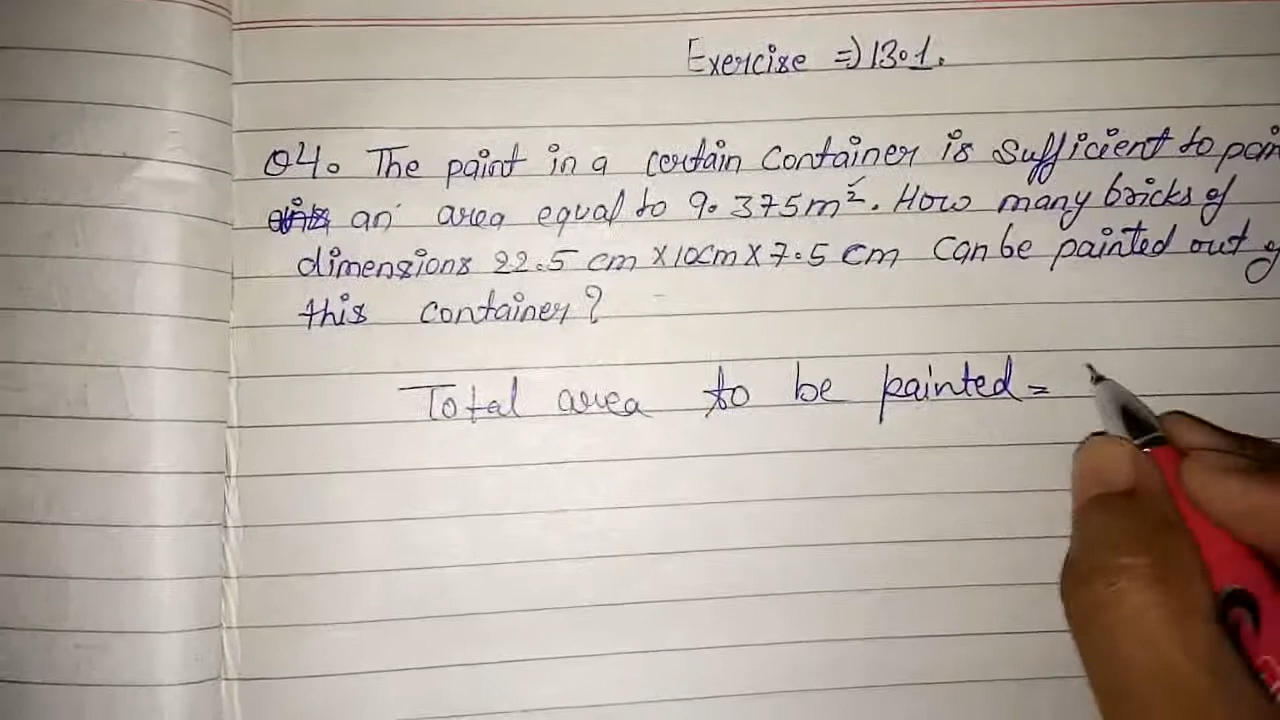 Exercise => 13.1.
Q4. The paint in a certain container is sufficient to pain
an area equal to 9.375m². How many bricks of
dimensions 22.5 cm x 10cm x 7.5 cm can be painted out of
this container?
Total area to be painted =